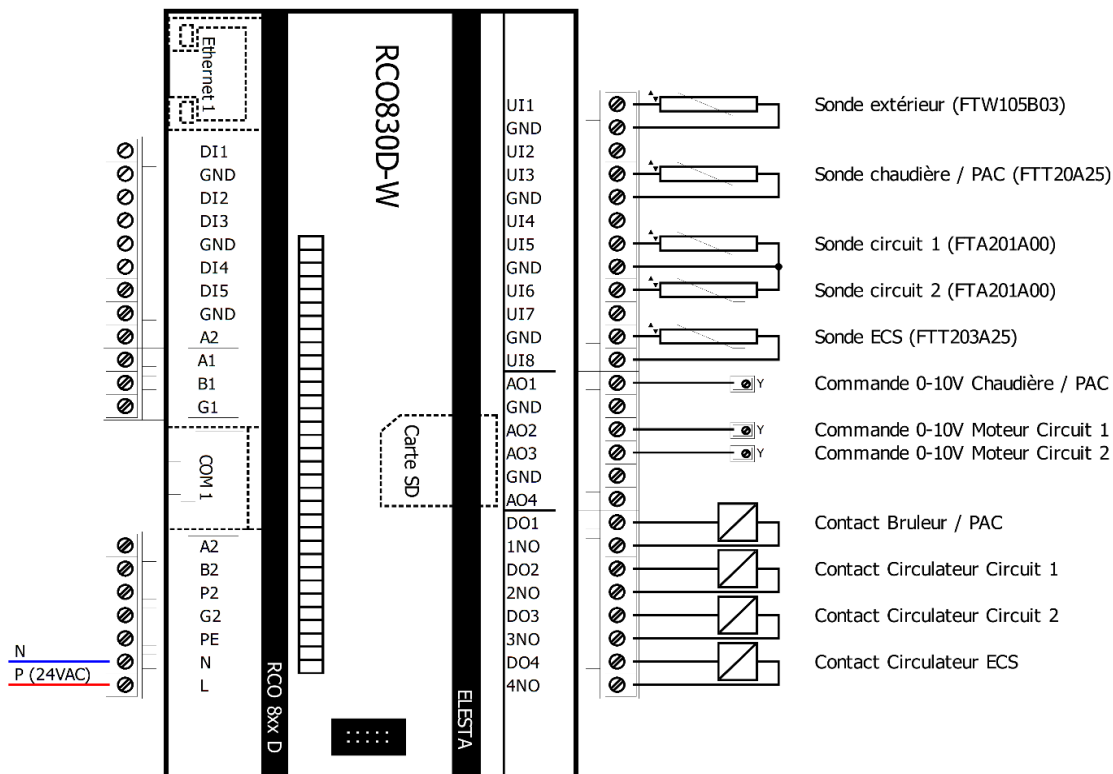 Ethernet 1
RCO830D-W
DI1
GND
DI2
DI3
GND
DI4
DI5
GND
A2
A1
B1
G1
COM 1
A2
B2
P2
G2
PE
N
L
N
P (24VAC)
RCO 8xx D
ELESTA
Carte SD
UI1
GND
UI2
UI3
GND
UI4
UI5
GND
UI6
UI7
GND
UI8
AO1
GND
AO2
AO3
GND
AO4
DO1
1NO
DO2
2NO
DO3
3NO
DO4
4NO
Y
Y
Y
Sonde extérieur (FTW105B03)
Sonde chaudière / PAC (FTT20A25)
Sonde circuit 1 (FTA201A00)
Sonde circuit 2 (FTA201A00)
Sonde ECS (FTT203A25)
Commande 0-10V Chaudière / PAC
Commande 0-10V Moteur Circuit 1
Commande 0-10V Moteur Circuit 2
Contact Bruleur / PAC
Contact Circulateur Circuit 1
Contact Circulateur Circuit 2
Contact Circulateur ECS